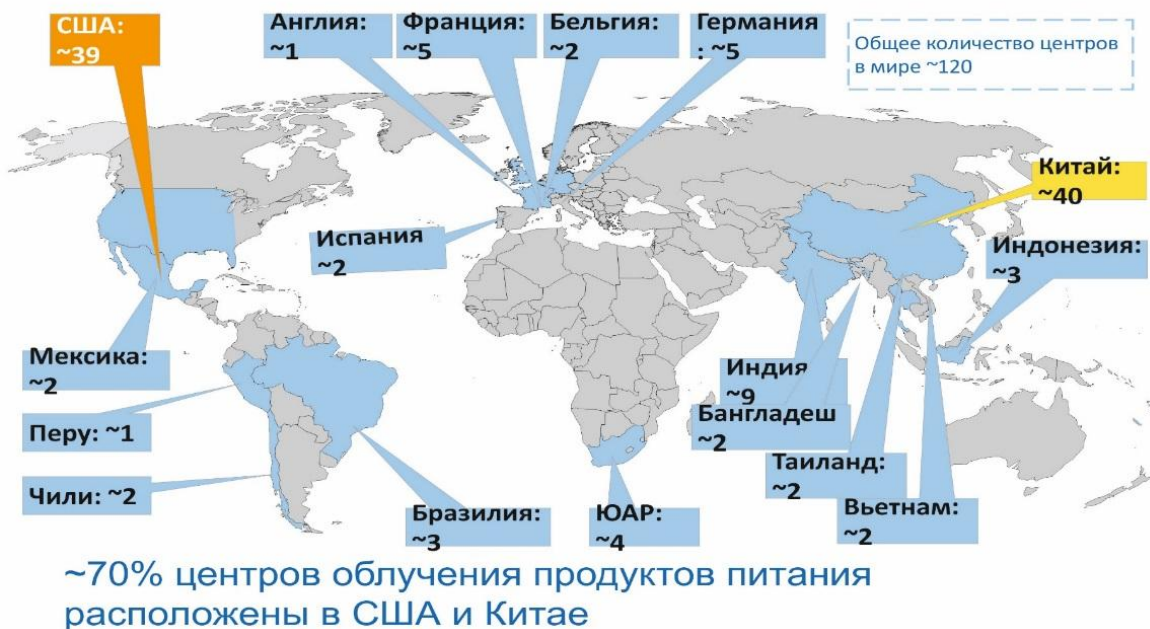 США:
~39
Англия:
~1
Франция:
~5
Бельгия:
~2
Германия
: ~5
Общее количество центров
в мире ~120
Китай:
~40
Испания
~2
Индонезия:
~3
Мексика:
~2
Индия
~9
Перу: ~1
Бангладеш
~2
Таиланд:
~2
Чили: ~2
Бразилия:
~3
ЮАР:
~4
Вьетнам:
~2
~70% центров облучения продуктов питания
расположены в США и Китае